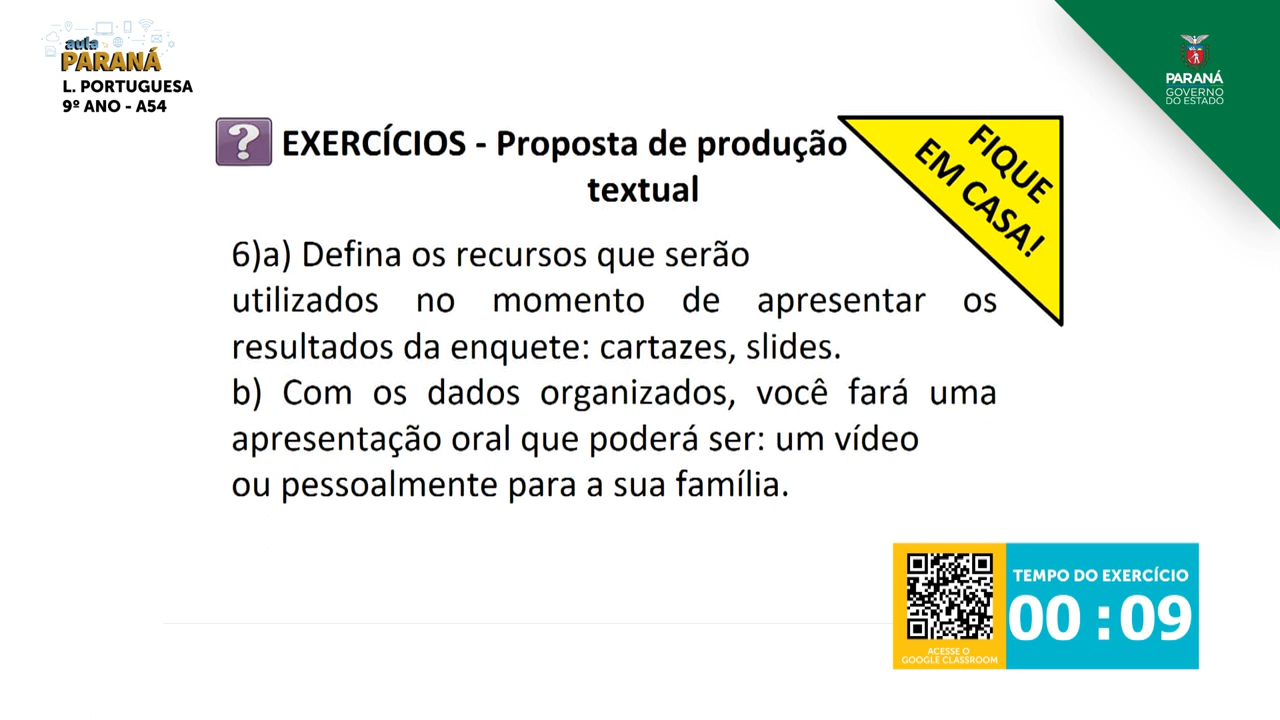 aula
PARANÁ
L. PORTUGUESA
9º ANO - A54
PARANÁ
GOVERNO
DO ESTADO
EXERCÍCIOS - Proposta de produção
textual
FIQUE
EM CASA!
6)a) Defina os recursos que serão
utilizados no momento de apresentar os
resultados da enquete: cartazes, slides.
b) Com os dados organizados, você fará uma
apresentação oral que poderá ser: um vídeo
ou pessoalmente para a sua família.
TEMPO DO EXERCÍCIO
00 : 09
ACESSE O
GOOGLE CLASSROOM